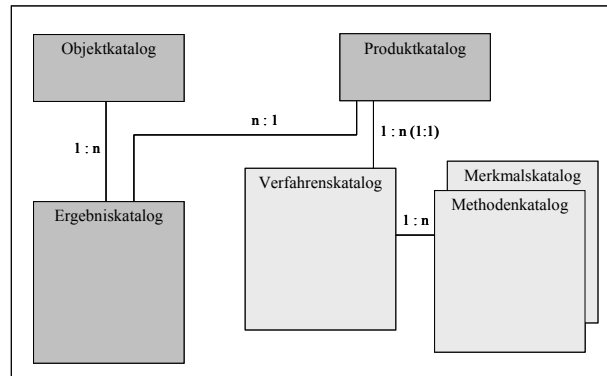 Objektkatalog
Produktkatalog
n : 1
1 : n
1 : n (1:1)
Verfahrenskatalog
Merkmalskatalog
Methodenkatalog
Ergebniskatalog
1 : n